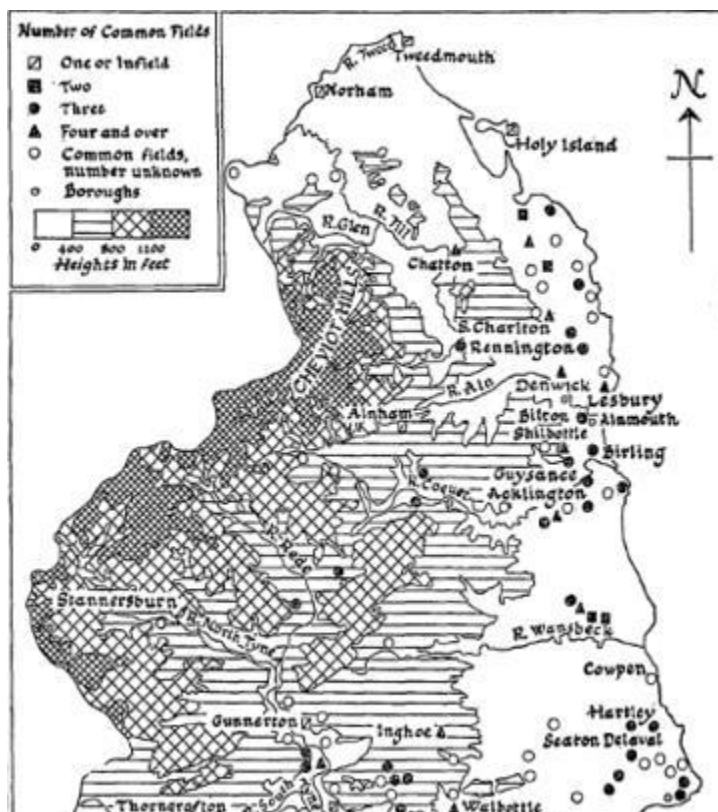 Number of Common Fields
One or Infield
Two
Three
Four and over
Common fields,
number unknown
Boroughs
0 400 800 1200
Heights in feet
N
R. Tweed
Tweedmouth
Norham
Holy Island
R. Glen
R. Till
Chatton
CHEVIOT HILLS
S. Charlton
Rennington
R. Aln
Denwick
Lesbury
Alnham
Bilton
Alnmouth
Shilbottle
Birling
Guysance
R. Coquet
Acklington
R. Rede
Stannersburn
R. North Tyne
R. Wansbeck
Cowpen
Hartley
Gunnerton
Inghoe
Seaton Delaval
R. South
Thorngrafton
Walbottle